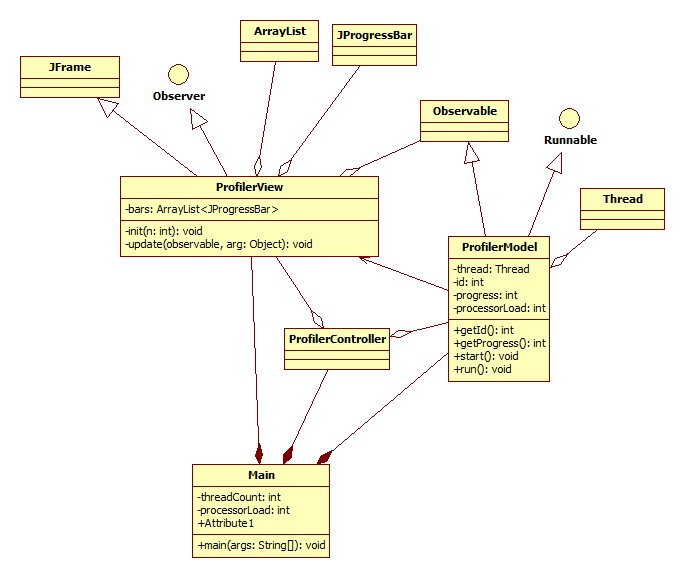 ArrayList
JProgressBar
JFrame
Observer
Observable
Runnable
ProfilerView
-bars: ArrayList<JProgressBar>
-init(n: int): void
-update(observable, arg: Object): void
Thread
ProfilerModel
-thread: Thread
-id: int
-progress: int
-processorLoad: int
+getId(): int
+getProgress(): int
+start(): void
+run(): void
ProfilerController
Main
-threadCount: int
-processorLoad: int
+Attribute1
+main(args: String[]): void